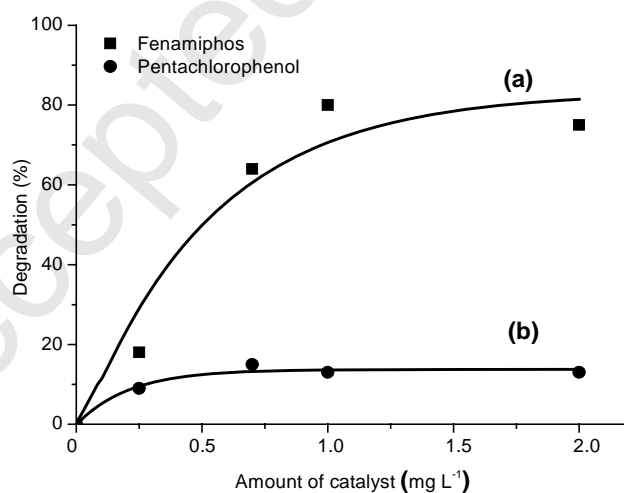 100
80
60
40
20
0
Degradation (%)
Fenamiphos
Pentachlorophenol
(a)
(b)
0 0.5 1.0 1.5 2.0
Amount of catalyst (mg L⁻¹)
ccepted